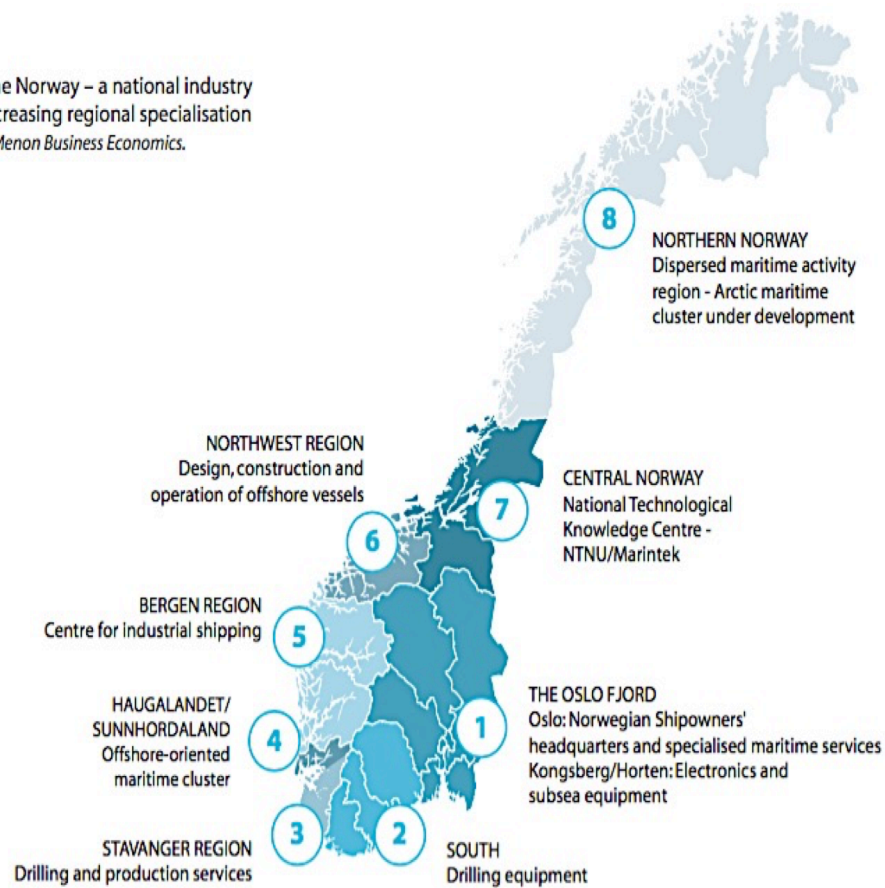 e Norway – a national industry
creasing regional specialisation
Menon Business Economics.
8
NORTHERN NORWAY
Dispersed maritime activity
region - Arctic maritime
cluster under development
NORTHWEST REGION
Design, construction and
operation of offshore vessels
6
7
CENTRAL NORWAY
National Technological
Knowledge Centre -
NTNU/Marintek
BERGEN REGION
Centre for industrial shipping
5
HAUGALANDET/
SUNNHORDALAND
Offshore-oriented
maritime cluster
4
1
THE OSLO FJORD
Oslo: Norwegian Shipowners'
headquarters and specialised maritime services
Kongsberg/Horten: Electronics and
subsea equipment
STAVANGER REGION
Drilling and production services
3
2
SOUTH
Drilling equipment